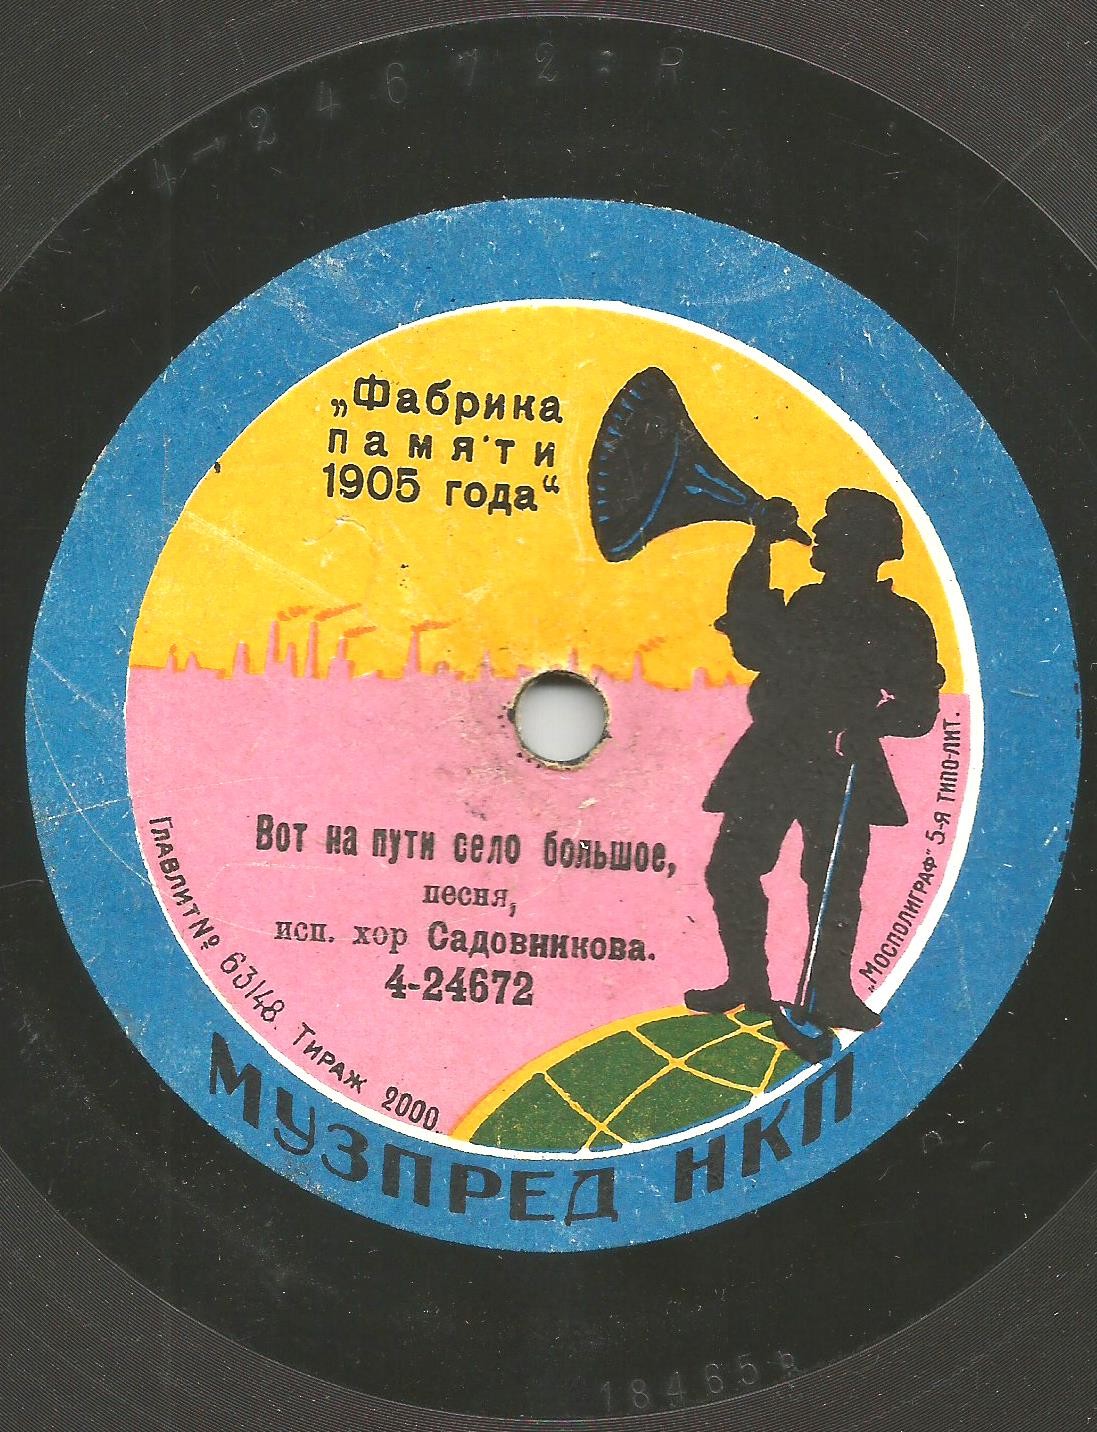 4-24672:R
„Фабрика
памяти
1905 года“
Вот на пути село большое,
песня,
исп. хор Садовникова.
4-24672
Главлит № 63148. Тираж 2000.
„Мосполиграф“ 5-я типо-лит.
МУЗПРЕД НКП